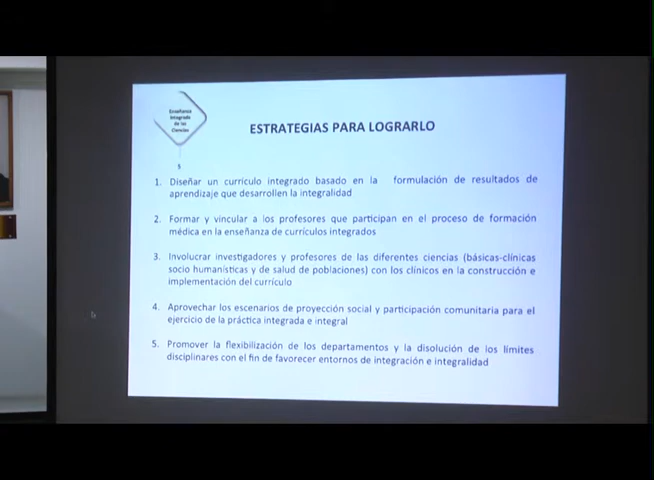 Enseñanza
Integrada
de las
Ciencias
ESTRATEGIAS PARA LOGRARLO
1. Diseñar un currículo integrado basado en la formulación de resultados de
aprendizaje que desarrollen la integralidad
2. Formar y vincular a los profesores que participan en el proceso de formación
médica en la enseñanza de currículos integrados
3. Involucrar investigadores y profesores de las diferentes ciencias (básicas-clínicas
socio humanísticas y de salud de poblaciones) con los clínicos en la construcción e
implementación del currículo
4. Aprovechar los escenarios de proyección social y participación comunitaria para el
ejercicio de la práctica integrada e integral
5. Promover la flexibilización de los departamentos y la disolución de los límites
disciplinares con el fin de favorecer entornos de integración e integralidad